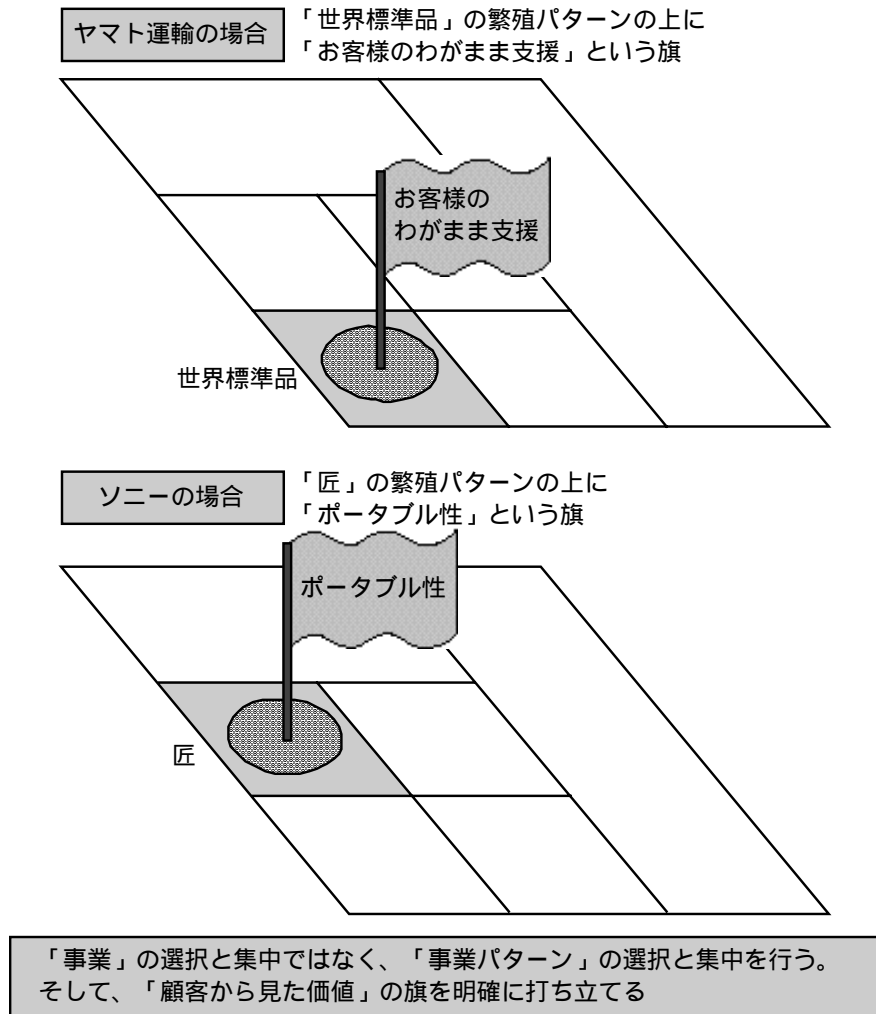 ヤマト運輸の場合
「世界標準品」の繁殖パターンの上に
「お客様のわがまま支援」という旗
お客様の
わがまま支援
世界標準品
ソニーの場合
「匠」の繁殖パターンの上に
「ポータブル性」という旗
ポータブル性
匠
「事業」の選択と集中ではなく、「事業パターン」の選択と集中を行う。
そして、「顧客から見た価値」の旗を明確に打ち立てる